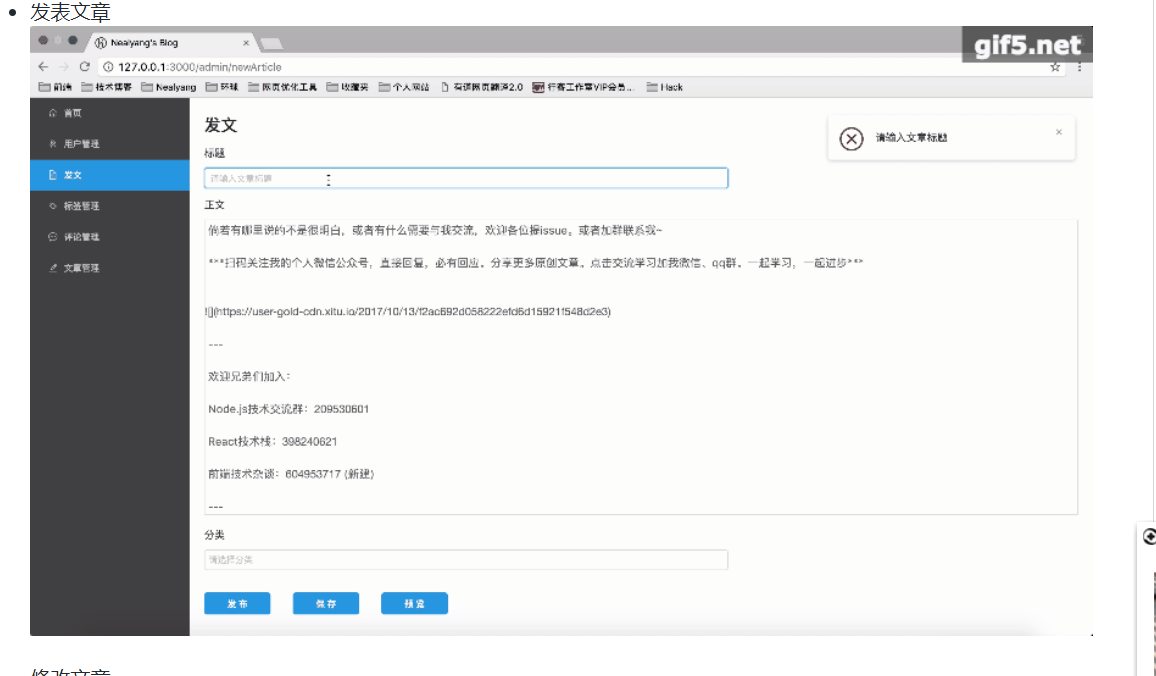 发表文章
Nealyang's Blog
gif5.net
127.0.0.1:3000/admin/newArticle
前端 技术博客 Nealyang 环球 网页优化工具 收藏夹 个人网站 有道网页翻译2.0 行客工作室VIP会员... Hack
首页
用户管理
发文
标签管理
评论管理
文章管理
发文
请输入文章标题
标题
请输入文章标题
正文
倘若有哪里说的不是很明白，或者有什么需要与我交流，欢迎各位提issue。或者加群联系我~
***扫码关注我的个人微信公众号，直接回复，必有回应。分享更多原创文章。点击交流学习加我微信、qq群。一起学习，一起进步***
![](https://user-gold-cdn.xitu.io/2017/10/13/f2ac692d058222efd6d15921f548d2e3)
---
欢迎兄弟们加入：
Node.js技术交流群：209530601
React技术栈：398240621
前端技术杂谈：604953717 (新建)
---
分类
请选择分类
发布 保存 预览
修改文章